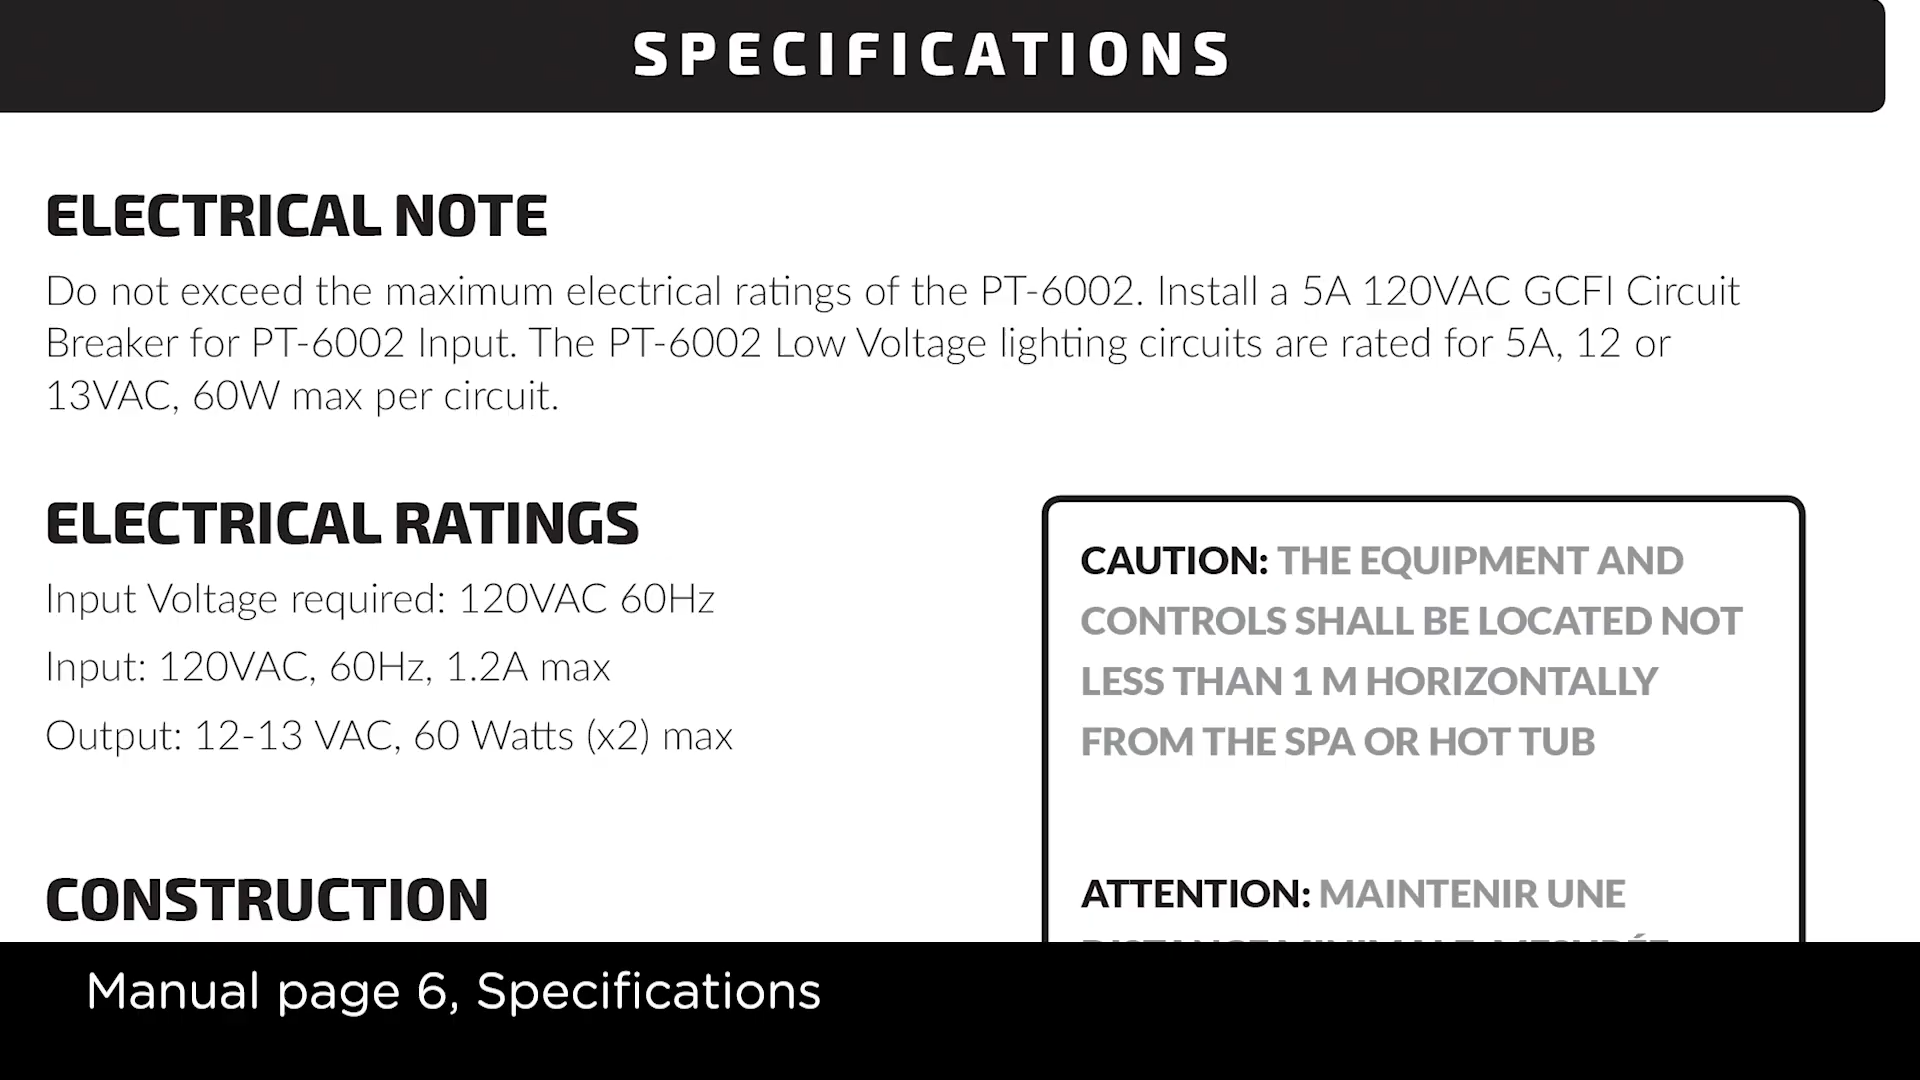 SPECIFICATIONS
ELECTRICAL NOTE
Do not exceed the maximum electrical ratings of the PT-6002. Install a 5A 120VAC GCFI Circuit
Breaker for PT-6002 Input. The PT-6002 Low Voltage lighting circuits are rated for 5A, 12 or
13VAC, 60W max per circuit.
ELECTRICAL RATINGS
Input Voltage required: 120VAC 60Hz
Input: 120VAC, 60Hz, 1.2A max
Output: 12-13 VAC, 60 Watts (x2) max
CONSTRUCTION
CAUTION: THE EQUIPMENT AND
CONTROLS SHALL BE LOCATED NOT
LESS THAN 1 M HORIZONTALLY
FROM THE SPA OR HOT TUB
ATTENTION: MAINTENIR UNE
Manual page 6, Specifications